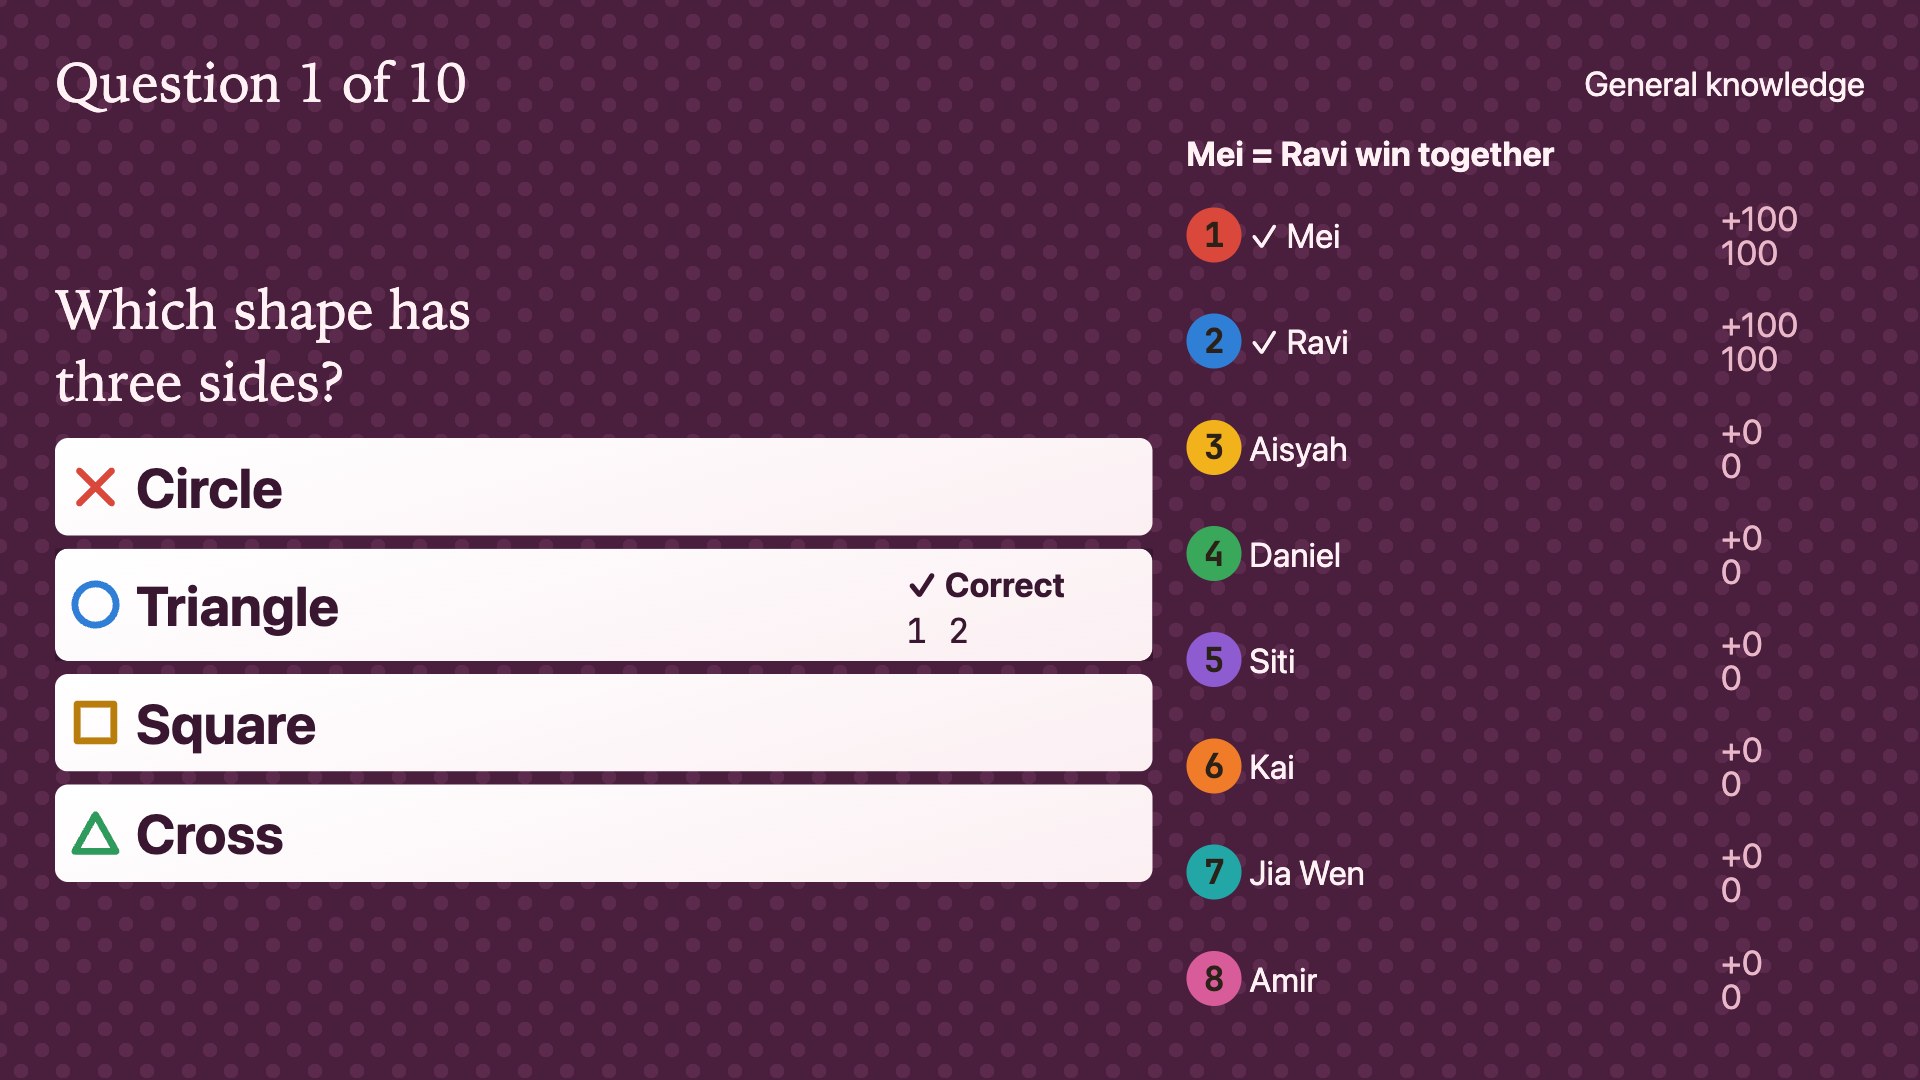 Question 1 of 10
General knowledge
Which shape has
three sides?
Circle
Triangle
✓ Correct
1 2
Square
Cross
Mei = Ravi win together
1 ✓ Mei +100
100
2 ✓ Ravi +100
100
3 Aisyah +0
0
4 Daniel +0
0
5 Siti +0
0
6 Kai +0
0
7 Jia Wen +0
0
8 Amir +0
0